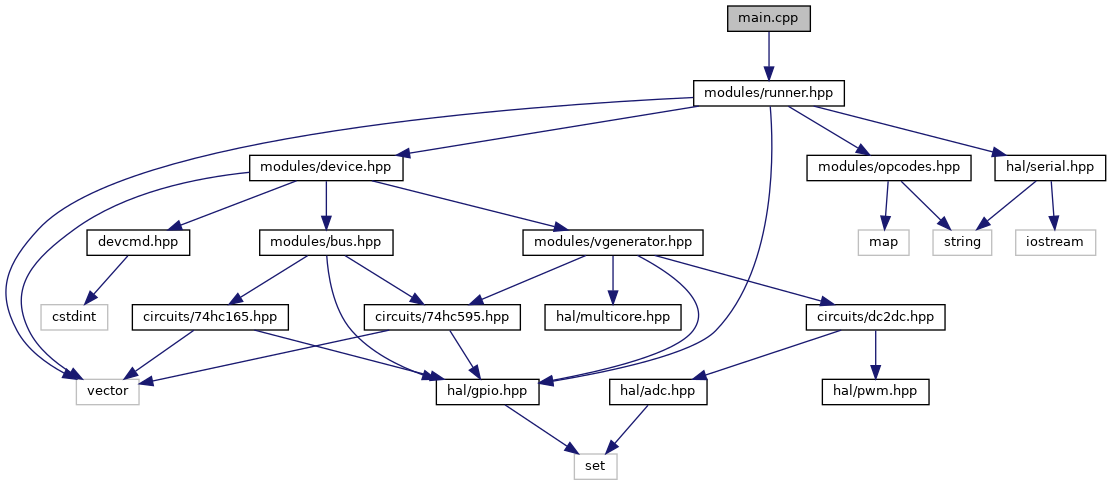 main.cpp
modules/runner.hpp
modules/device.hpp
modules/opcodes.hpp
hal/serial.hpp
devcmd.hpp
modules/bus.hpp
modules/vgenerator.hpp
map
string
iostream
cstdint
circuits/74hc165.hpp
circuits/74hc595.hpp
hal/multicore.hpp
circuits/dc2dc.hpp
vector
hal/gpio.hpp
hal/adc.hpp
hal/pwm.hpp
set